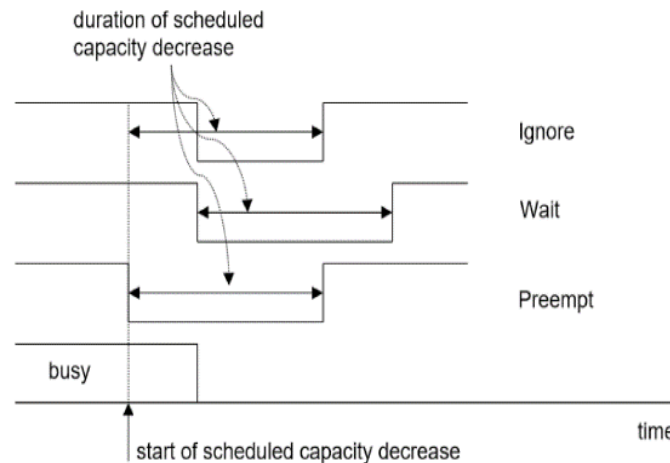 duration of scheduled
capacity decrease
Ignore
Wait
Preempt
busy
time
start of scheduled capacity decrease